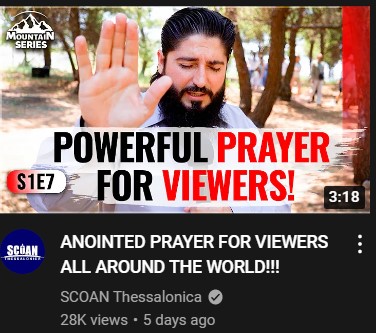 MOUNTAIN
SERIES
POWERFUL PRAYER
S1E7
FOR VIEWERS!
3:18
SCOAN
THESSALONICA
ANOINTED PRAYER FOR VIEWERS
ALL AROUND THE WORLD!!!
SCOAN Thessalonica
28K views • 5 days ago